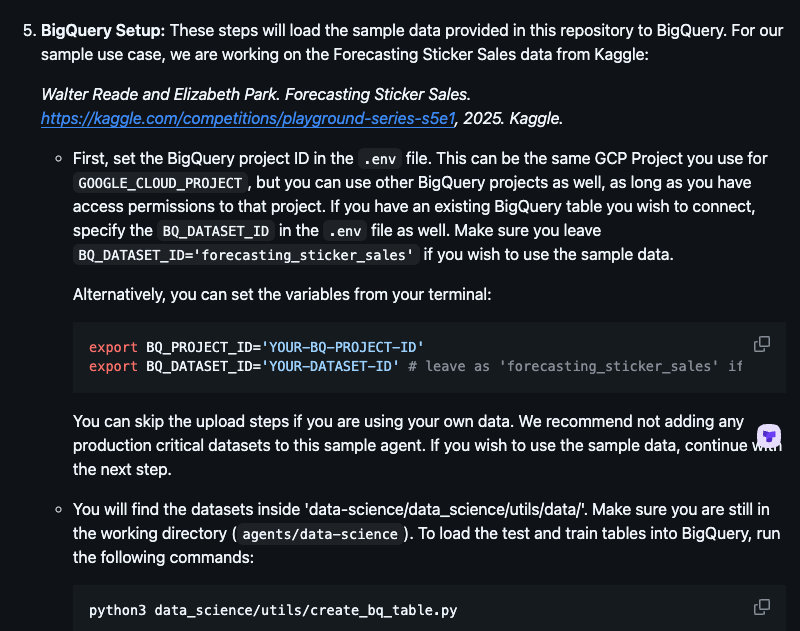 5. BigQuery Setup: These steps will load the sample data provided in this repository to BigQuery. For our
sample use case, we are working on the Forecasting Sticker Sales data from Kaggle:
Walter Reade and Elizabeth Park. Forecasting Sticker Sales.
https://kaggle.com/competitions/playground-series-s5e1, 2025. Kaggle.
First, set the BigQuery project ID in the .env file. This can be the same GCP Project you use for
GOOGLE_CLOUD_PROJECT, but you can use other BigQuery projects as well, as long as you have
access permissions to that project. If you have an existing BigQuery table you wish to connect,
specify the BQ_DATASET_ID in the .env file as well. Make sure you leave
BQ_DATASET_ID='forecasting_sticker_sales' if you wish to use the sample data.
Alternatively, you can set the variables from your terminal:
export BQ_PROJECT_ID='YOUR-BQ-PROJECT-ID'
export BQ_DATASET_ID='YOUR-DATASET-ID' # leave as 'forecasting_sticker_sales' if
You can skip the upload steps if you are using your own data. We recommend not adding any
production critical datasets to this sample agent. If you wish to use the sample data, continue with
the next step.
You will find the datasets inside 'data-science/data_science/utils/data/'. Make sure you are still in
the working directory (agents/data-science). To load the test and train tables into BigQuery, run
the following commands:
python3 data_science/utils/create_bq_table.py